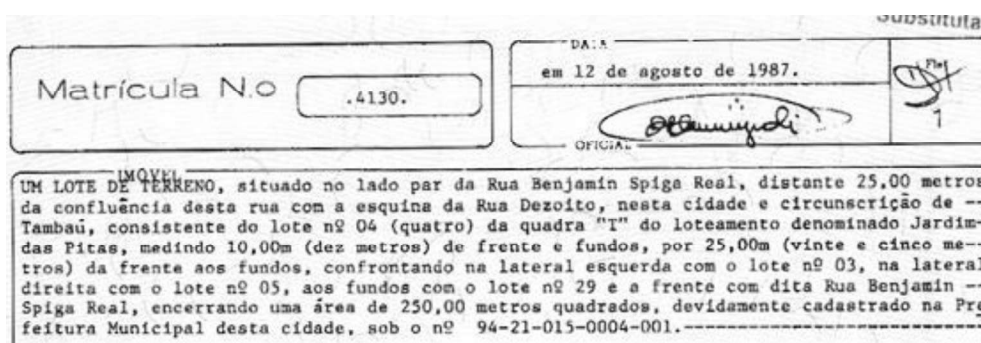 Substituta
Matrícula N.o .4130.
DATA
em 12 de agosto de 1987.
OFICIAL
Fls
1
IMOVEL
UM LOTE DE TERRENO, situado no lado par da Rua Benjamin Spiga Real, distante 25,00 metros
da confluência desta rua com a esquina da Rua Dezoito, nesta cidade e circunscrição de --
Tambaú, consistente do lote nº 04 (quatro) da quadra "T" do loteamento denominado Jardim-
das Pitas, medindo 10,00m (dez metros) de frente e fundos, por 25,00m (vinte e cinco me--
tros) da frente aos fundos, confrontando na lateral esquerda com o lote nº 03, na lateral
direita com o lote nº 05, aos fundos com o lote nº 29 e a frente com dita Rua Benjamin --
Spiga Real, encerrando uma área de 250,00 metros quadrados, devidamente cadastrado na Pre
feitura Municipal desta cidade, sob o nº 94-21-015-0004-001.----------------------------